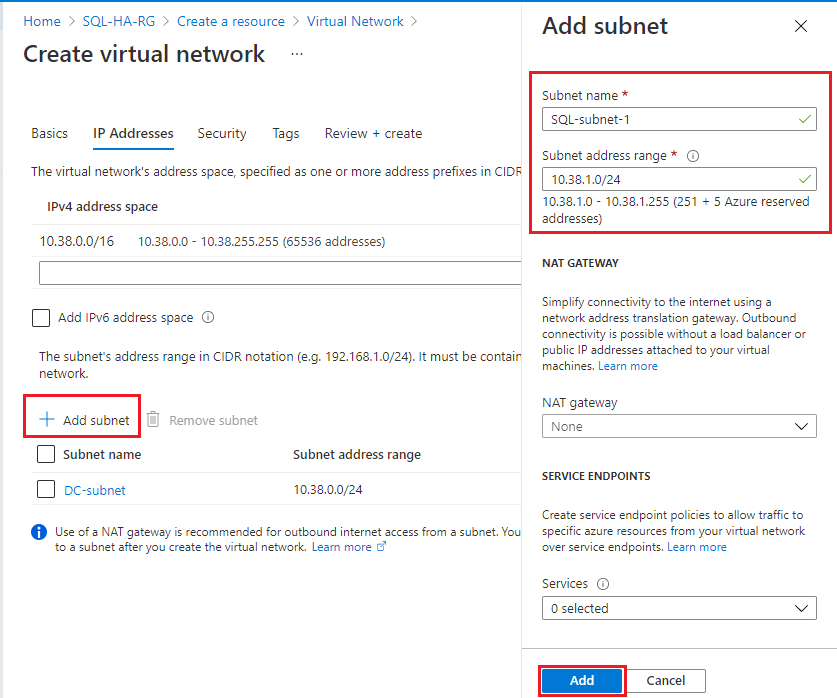 Home > SQL-HA-RG > Create a resource > Virtual Network >
Create virtual network ...
Basics IP Addresses Security Tags Review + create
The virtual network's address space, specified as one or more address prefixes in CIDR
IPv4 address space
10.38.0.0/16 10.38.0.0 - 10.38.255.255 (65536 addresses)
Add IPv6 address space
The subnet's address range in CIDR notation (e.g. 192.168.1.0/24). It must be contain
network.
+ Add subnet Remove subnet
Subnet name Subnet address range
DC-subnet 10.38.0.0/24
Use of a NAT gateway is recommended for outbound internet access from a subnet. You
to a subnet after you create the virtual network. Learn more
Add subnet
Subnet name *
SQL-subnet-1
Subnet address range *
10.38.1.0/24
10.38.1.0 - 10.38.1.255 (251 + 5 Azure reserved
addresses)
NAT GATEWAY
Simplify connectivity to the internet using a
network address translation gateway. Outbound
connectivity is possible without a load balancer or
public IP addresses attached to your virtual
machines. Learn more
NAT gateway
None
SERVICE ENDPOINTS
Create service endpoint policies to allow traffic to
specific azure resources from your virtual network
over service endpoints. Learn more
Services
0 selected
Add Cancel